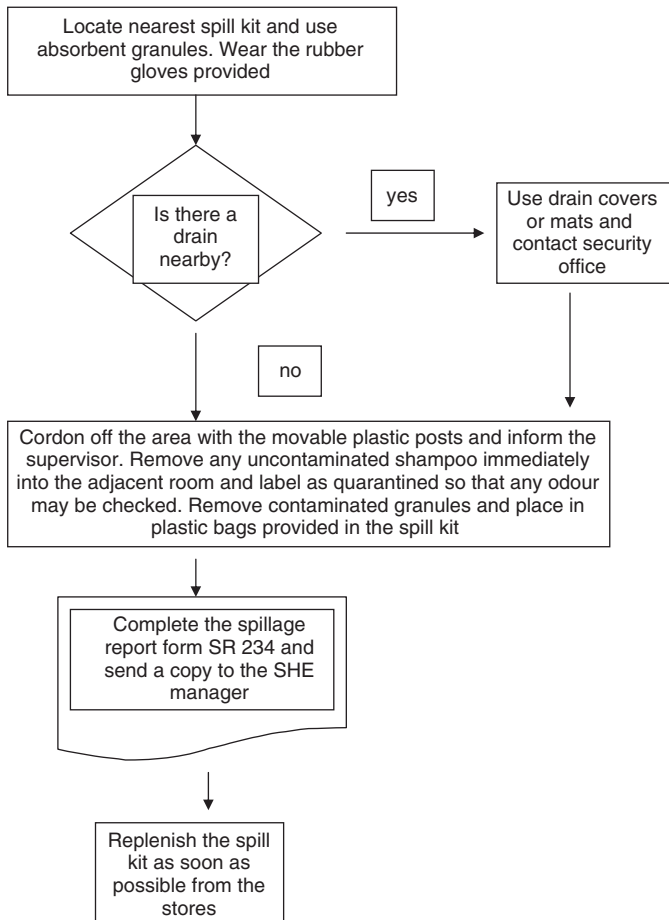 Locate nearest spill kit and use
absorbent granules. Wear the rubber
gloves provided
Is there a
drain
nearby?
yes
Use drain covers
or mats and
contact security
office
no
Cordon off the area with the movable plastic posts and inform the
supervisor. Remove any uncontaminated shampoo immediately
into the adjacent room and label as quarantined so that any odour
may be checked. Remove contaminated granules and place in
plastic bags provided in the spill kit
Complete the spillage
report form SR 234 and
send a copy to the SHE
manager
Replenish the spill
kit as soon as
possible from the
stores